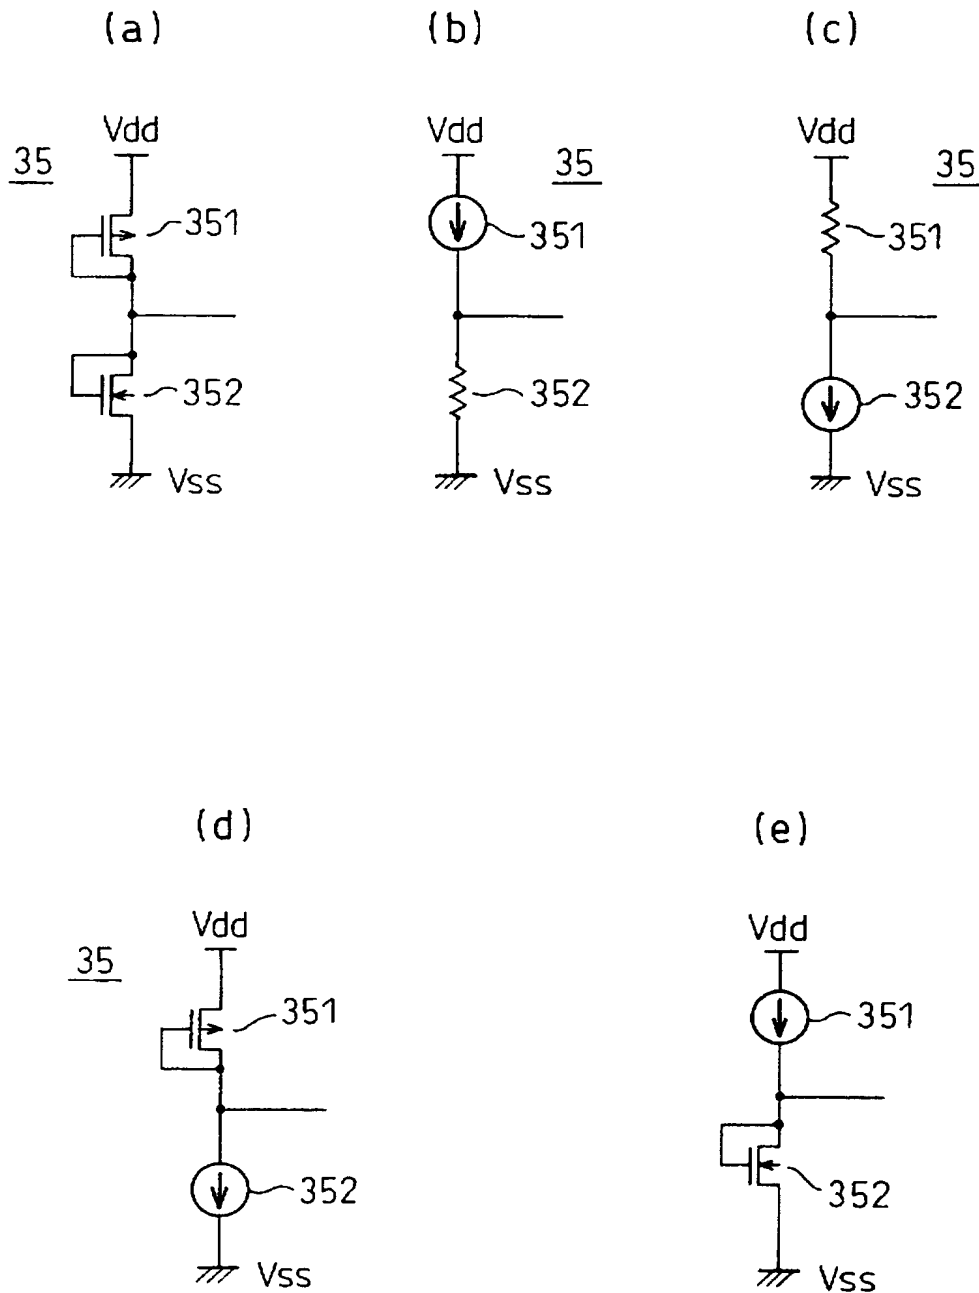 (a) (b) (c)
Vdd Vdd Vdd
35 35 35
351 351 351
352 352 352
Vss Vss Vss
(d) (e)
Vdd Vdd
35
351 351
352 352
Vss Vss